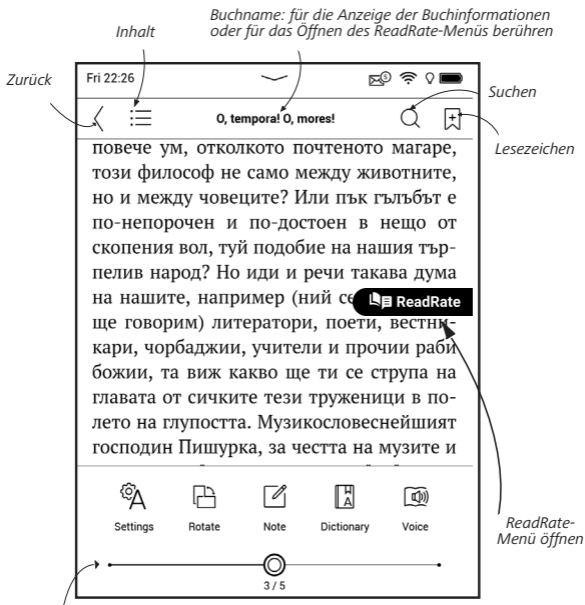 Buchname: für die Anzeige der Buchinformationen
oder für das Öffnen des ReadRate-Menüs berühren
Inhalt
Zurück
Suchen
Lesezeichen
Fri 22:26
5
O, tempora! O, mores!
повече ум, отколкото почтеното магаре,
този философ не само между животните,
но и между човеците? Или пък гълъбът е
по-непорочен и по-достоен в нещо от
скопения вол, туй подобие на нашия тър-
пелив народ? Но иди и речи такава дума
на нашите, например (ний се
ReadRate
ще говорим) литератори, поети, вестни-
кари, чорбаджии, учители и прочии раби
божии, та виж какво ще ти се струпа на
главата от сичките тези труженици в по-
лето на глупостта. Музикословеснейшият
господин Пишурка, за честта на музите и
Settings
Rotate
Note
Dictionary
Voice
3 / 5
ReadRate-
Menü öffnen